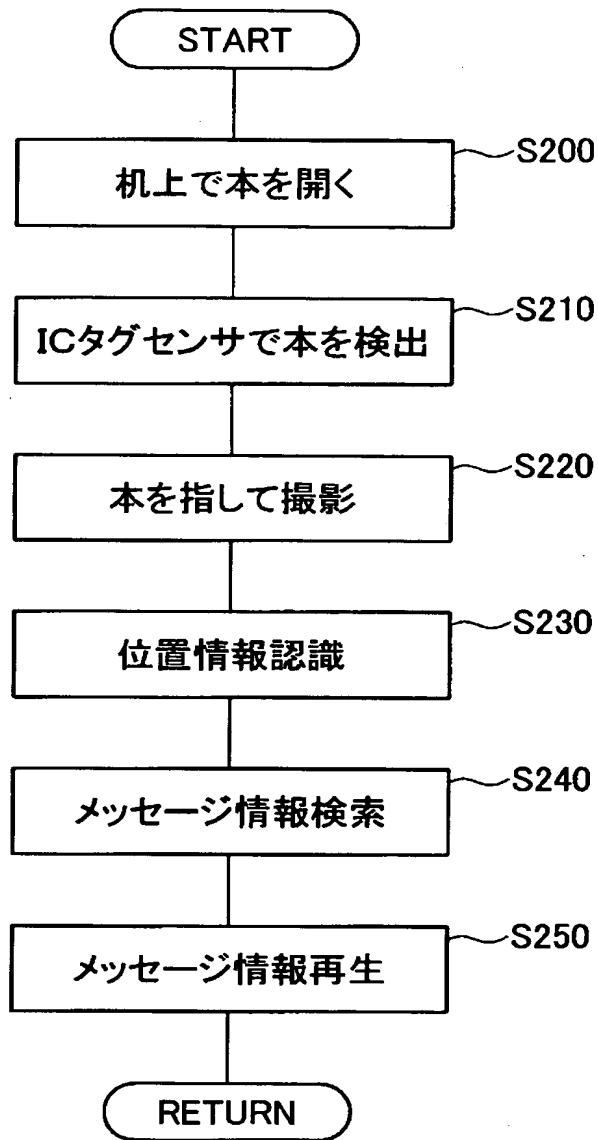 START
机上で本を開く
S200
ICタグセンサで本を検出
S210
本を指して撮影
S220
位置情報認識
S230
メッセージ情報検索
S240
メッセージ情報再生
S250
RETURN